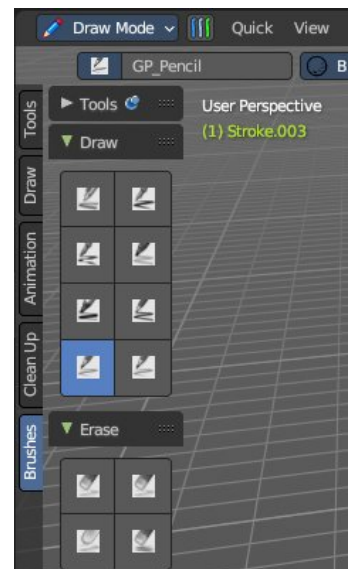 Draw Mode Quick View
GP_Pencil B
Tools
User Perspective
(1) Stroke.003
Draw
Erase
Tools
Draw
Animation
Clean Up
Brushes